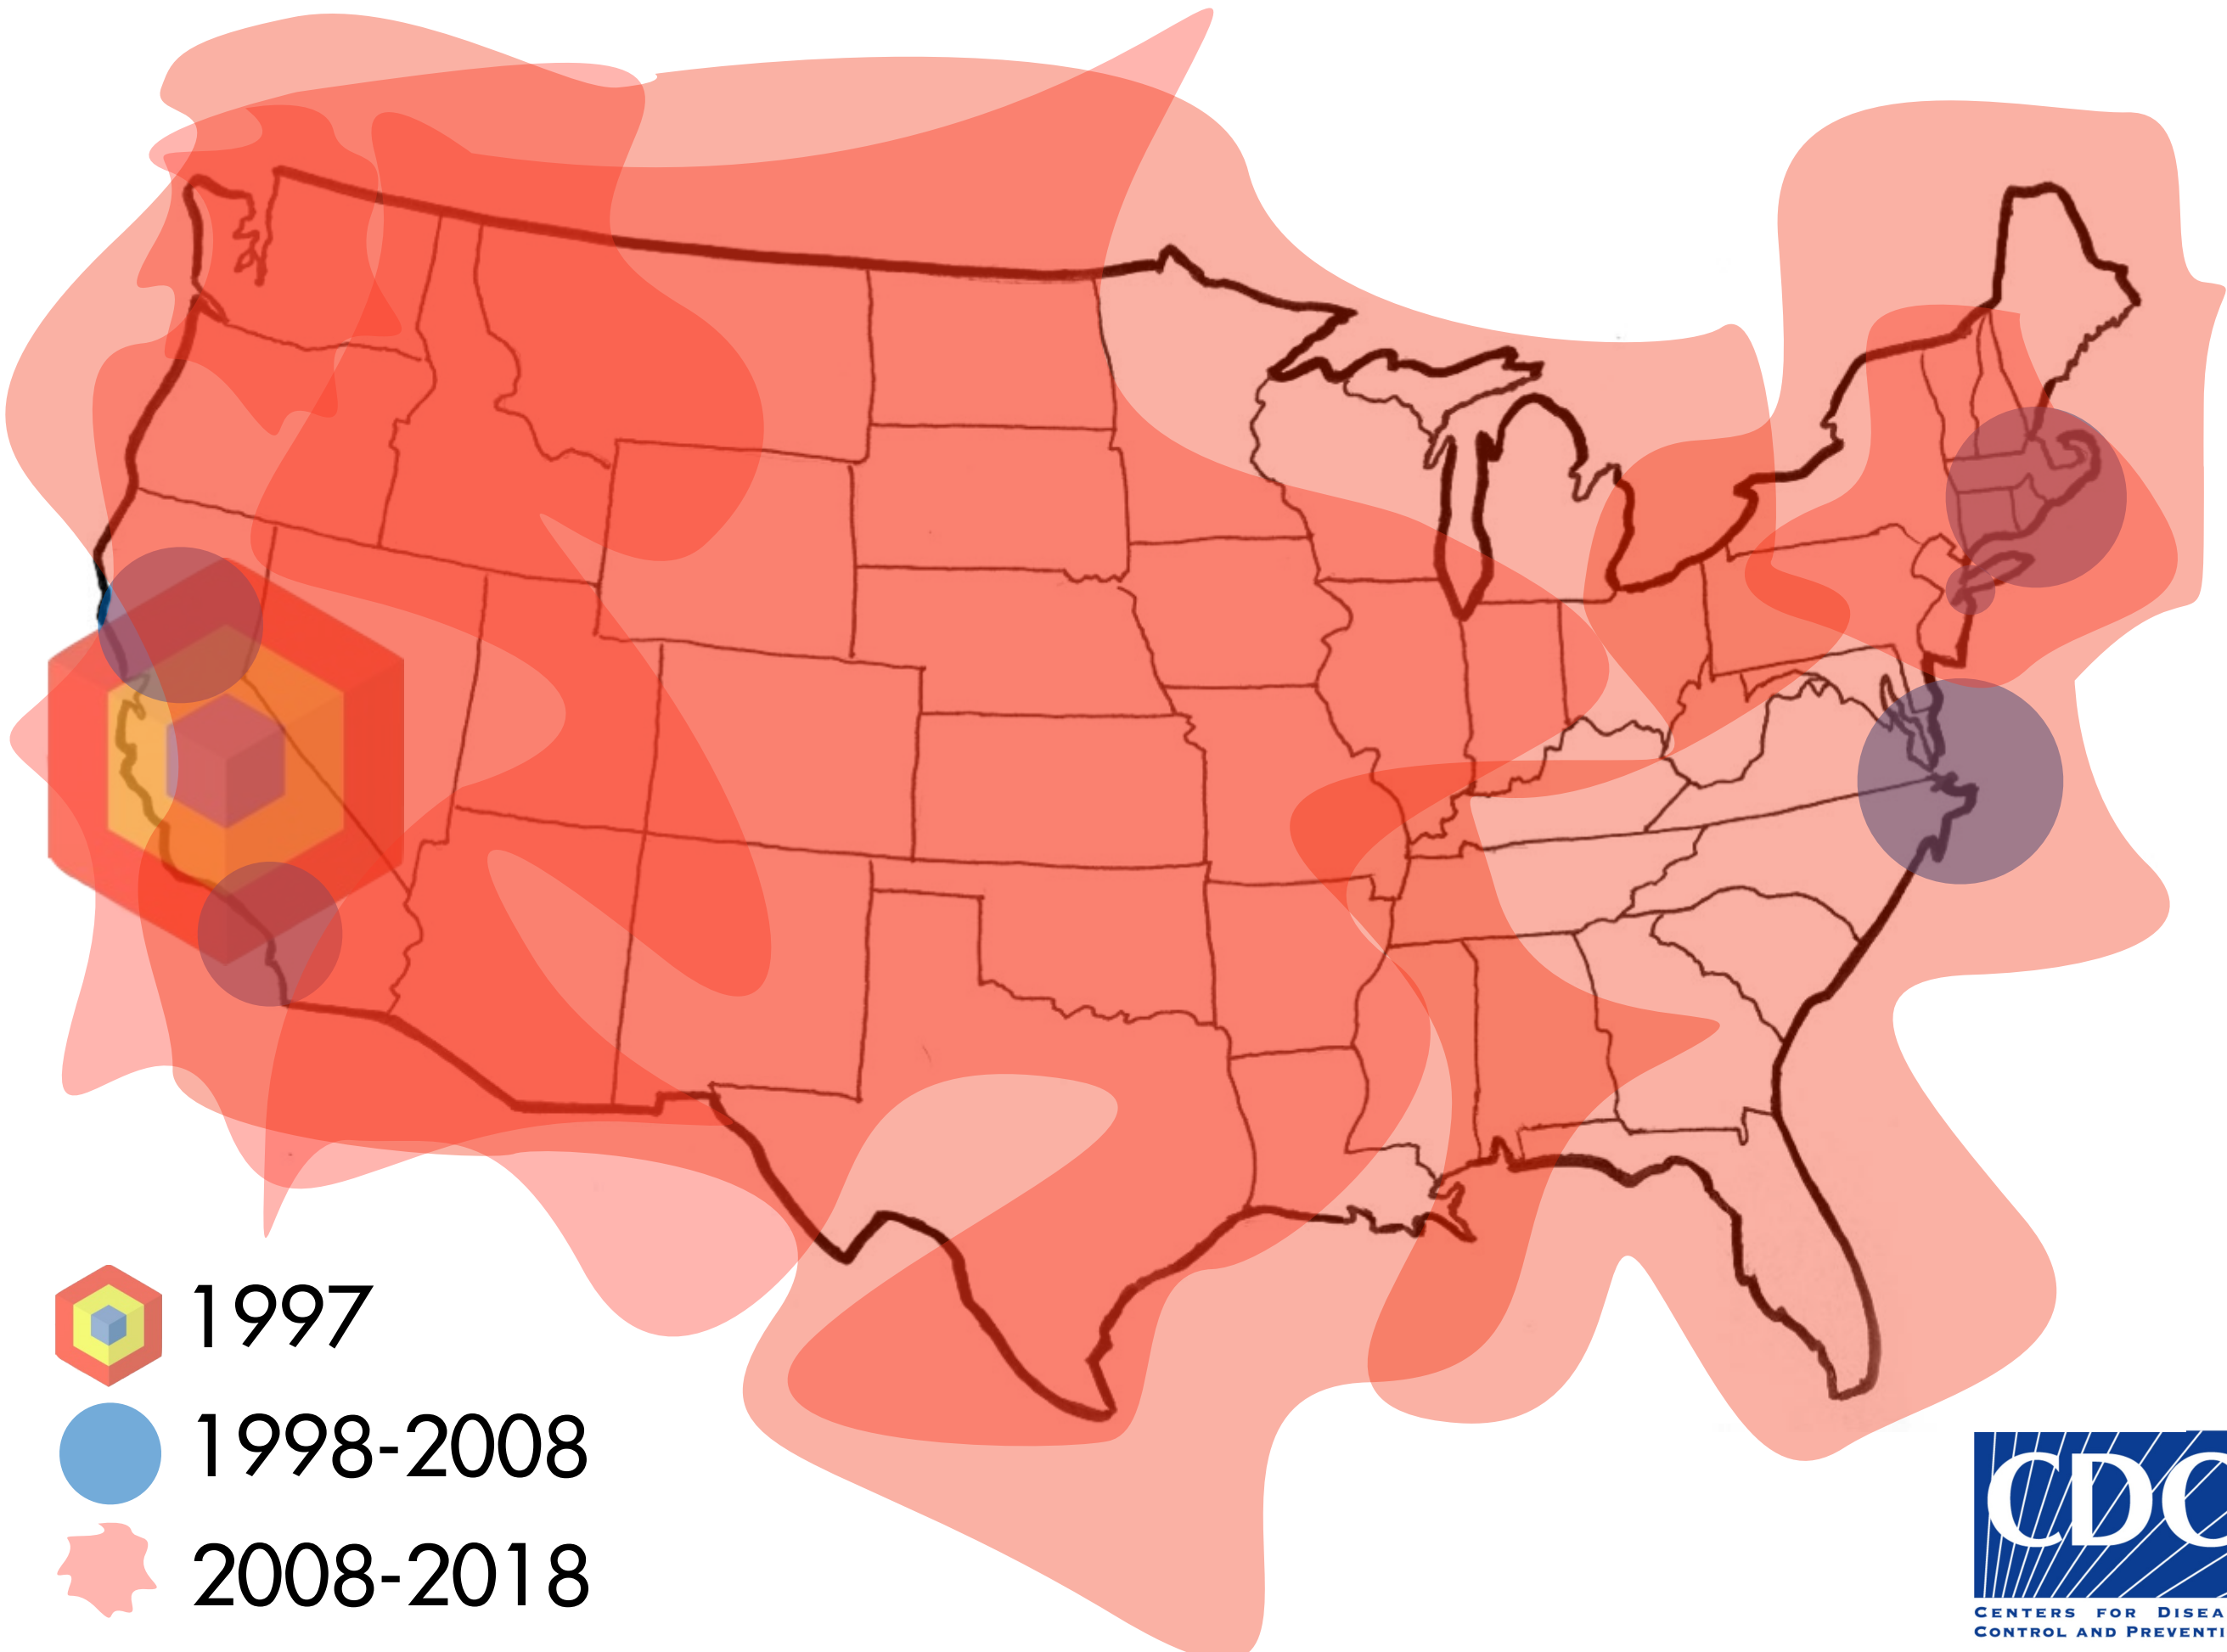 1997
1998-2008
2008-2018
CDC
CENTERS FOR DISEA
CONTROL AND PREVENTI